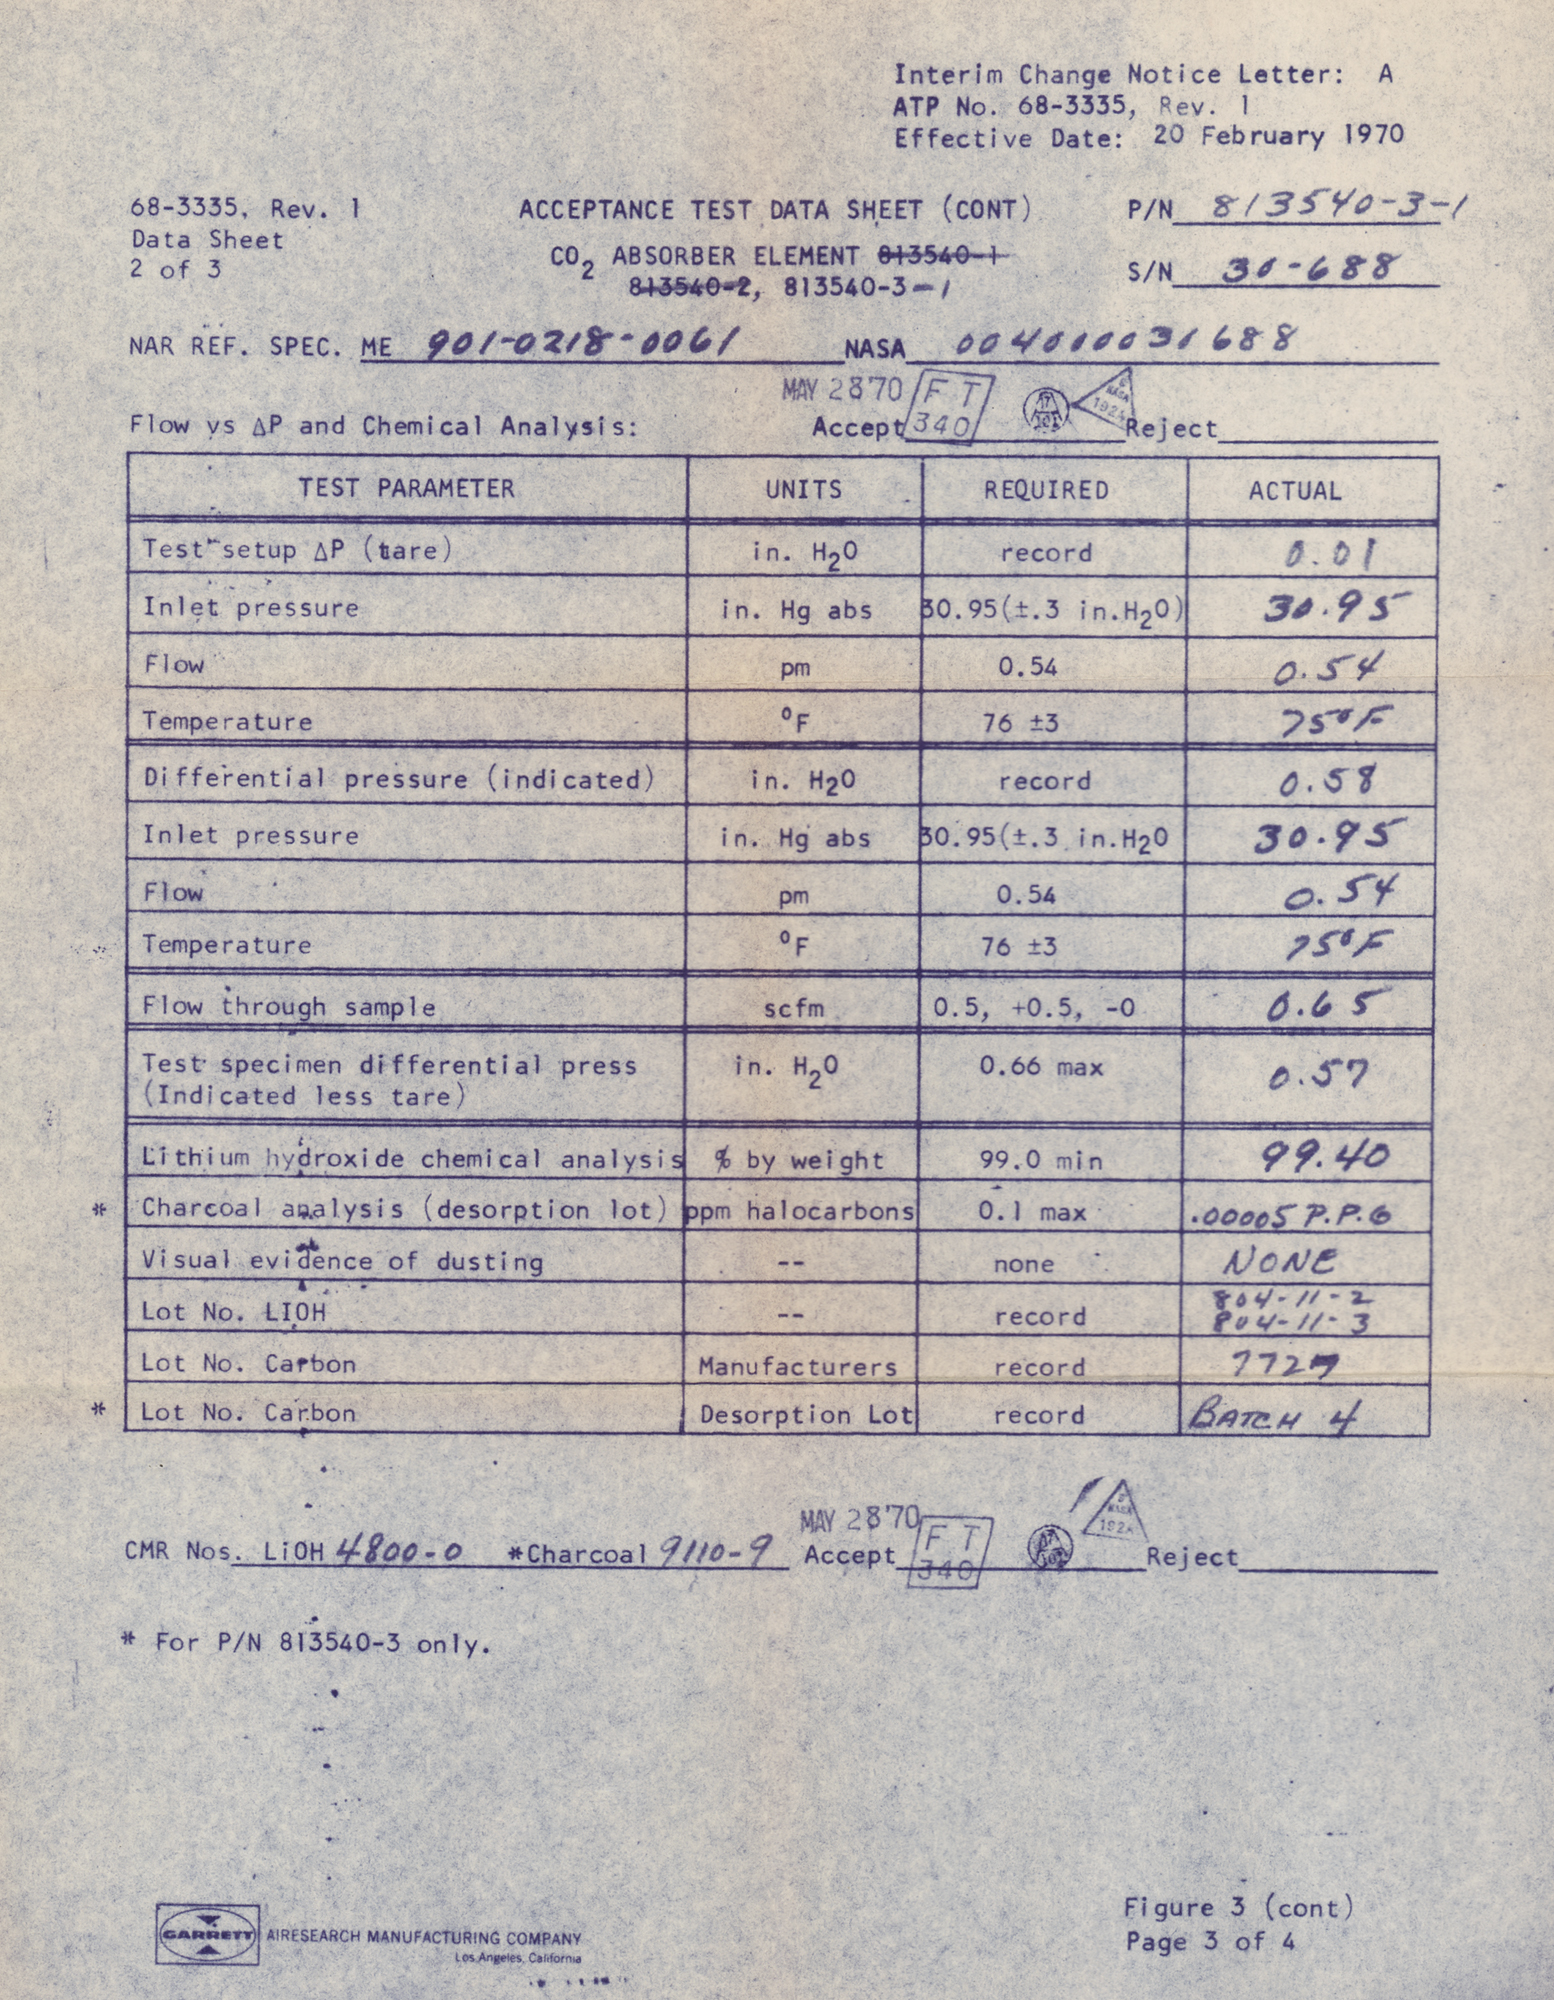 Interim Change Notice Letter: A
ATP No. 68-3335, Rev. 1
Effective Date: 20 February 1970
68-3335, Rev. 1 ACCEPTANCE TEST DATA SHEET (CONT) P/N 813540-3-1
Data Sheet
2 of 3
CO2 ABSORBER ELEMENT 813540-1
813540-2, 813540-3-1
S/N 30-688
NAR REF. SPEC. ME 901-0218-0061 NASA 004010031688
MAY 28'70 FT 340
NASA 192
Flow vs ΔP and Chemical Analysis: Accept Reject
TEST PARAMETER UNITS REQUIRED ACTUAL
Test setup ΔP (tare) in. H2O record 0.01
Inlet pressure in. Hg abs 30.95(±.3 in.H2O) 30.95
Flow pm 0.54 0.54
Temperature °F 76 ±3 75°F
Differential pressure (indicated) in. H2O record 0.58
Inlet pressure in. Hg abs 30.95(±.3 in.H2O 30.95
Flow pm 0.54 0.54
Temperature °F 76 ±3 75°F
Flow through sample scfm 0.5, +0.5, -0 0.65
Test specimen differential press in. H2O 0.66 max 0.57
(Indicated less tare)
Lithium hydroxide chemical analysis % by weight 99.0 min 99.40
* Charcoal analysis (desorption lot) ppm halocarbons 0.1 max .00005 P.P.G
Visual evidence of dusting -- none NONE
Lot No. LIOH -- record 804-11-2
804-11-3
Lot No. Carbon Manufacturers record 7727
* Lot No. Carbon Desorption Lot record BATCH 4
MAY 28'70 FT 340
NASA 192
CMR Nos. LiOH 4800-0 *Charcoal 9110-9 Accept Reject
* For P/N 813540-3 only.
GARRETT AIRESEARCH MANUFACTURING COMPANY
Los Angeles, California
Figure 3 (cont)
Page 3 of 4